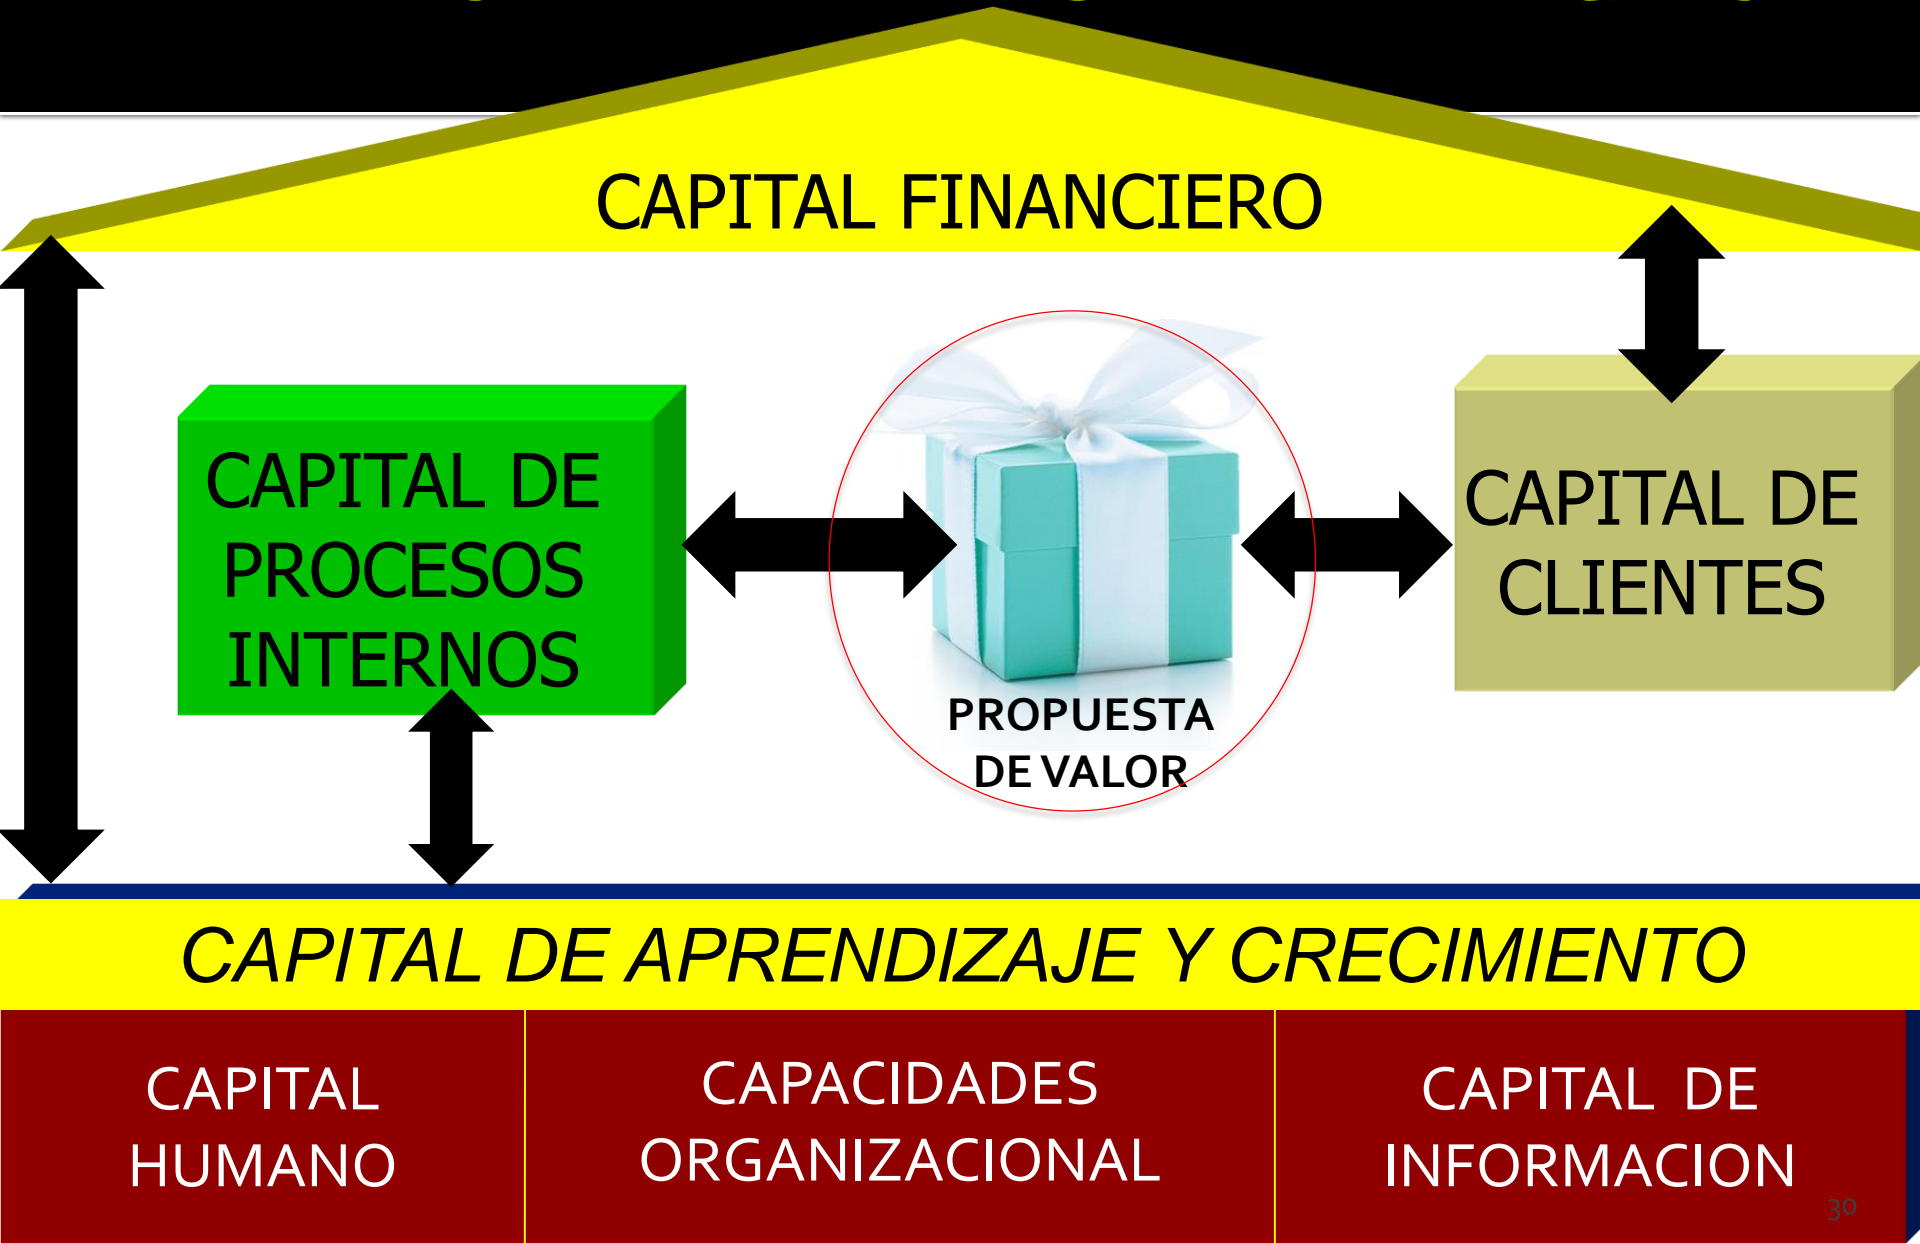 CAPITAL FINANCIERO
CAPITAL DE
PROCESOS
INTERNOS
PROPUESTA
DE VALOR
CAPITAL DE
CLIENTES
CAPITAL DE APRENDIZAJE Y CRECIMIENTO
CAPITAL
HUMANO
CAPACIDADES
ORGANIZACIONAL
CAPITAL DE
INFORMACION
30